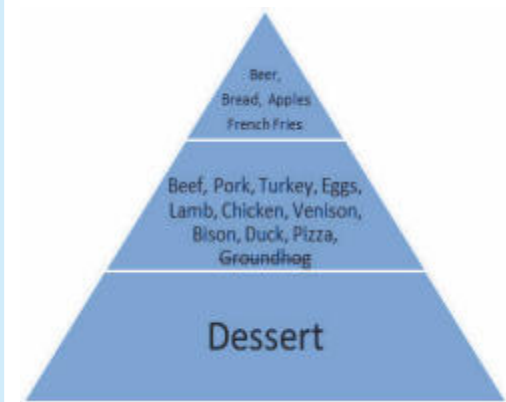 Beer,
Bread, Apples
French Fries
Beef, Pork, Turkey, Eggs,
Lamb, Chicken, Venison,
Bison, Duck, Pizza,
Groundhog
Dessert